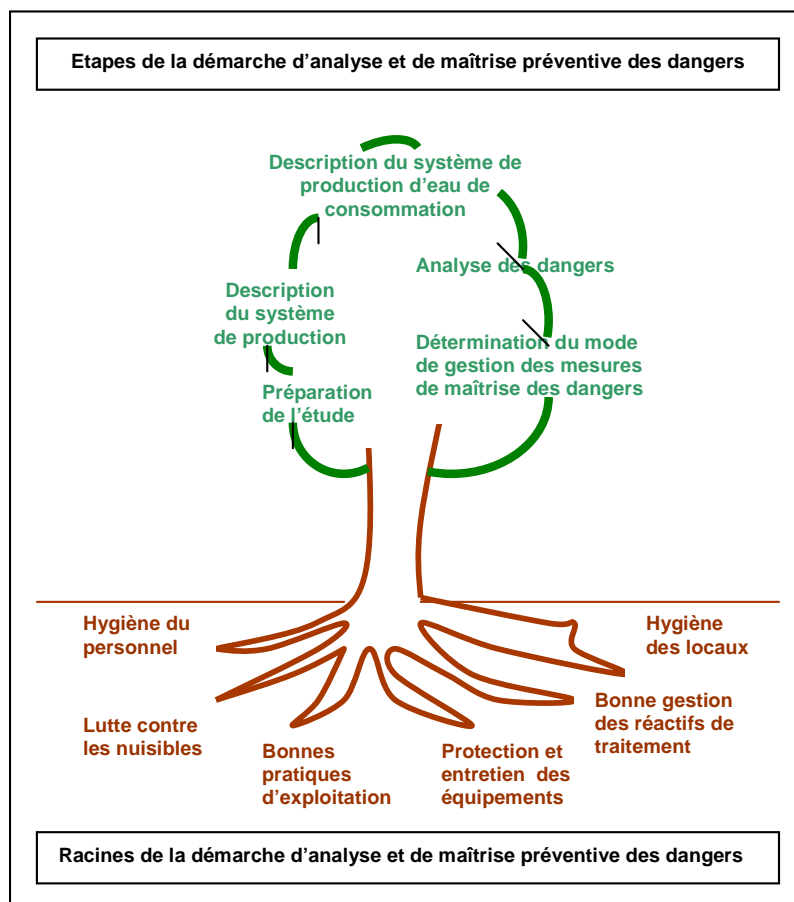 Etapes de la démarche d'analyse et de maîtrise préventive des dangers
Description du système de
production d'eau de
consommation
Analyse des dangers
Description
du système
de production
Détermination du mode
de gestion des mesures
de maîtrise des dangers
Préparation
de l'étude
Hygiène du
personnel
Hygiène
des locaux
Lutte contre
les nuisibles
Bonnes
pratiques
d'exploitation
Protection et
entretien des
équipements
Bonne gestion
des réactifs de
traitement
Racines de la démarche d'analyse et de maîtrise préventive des dangers